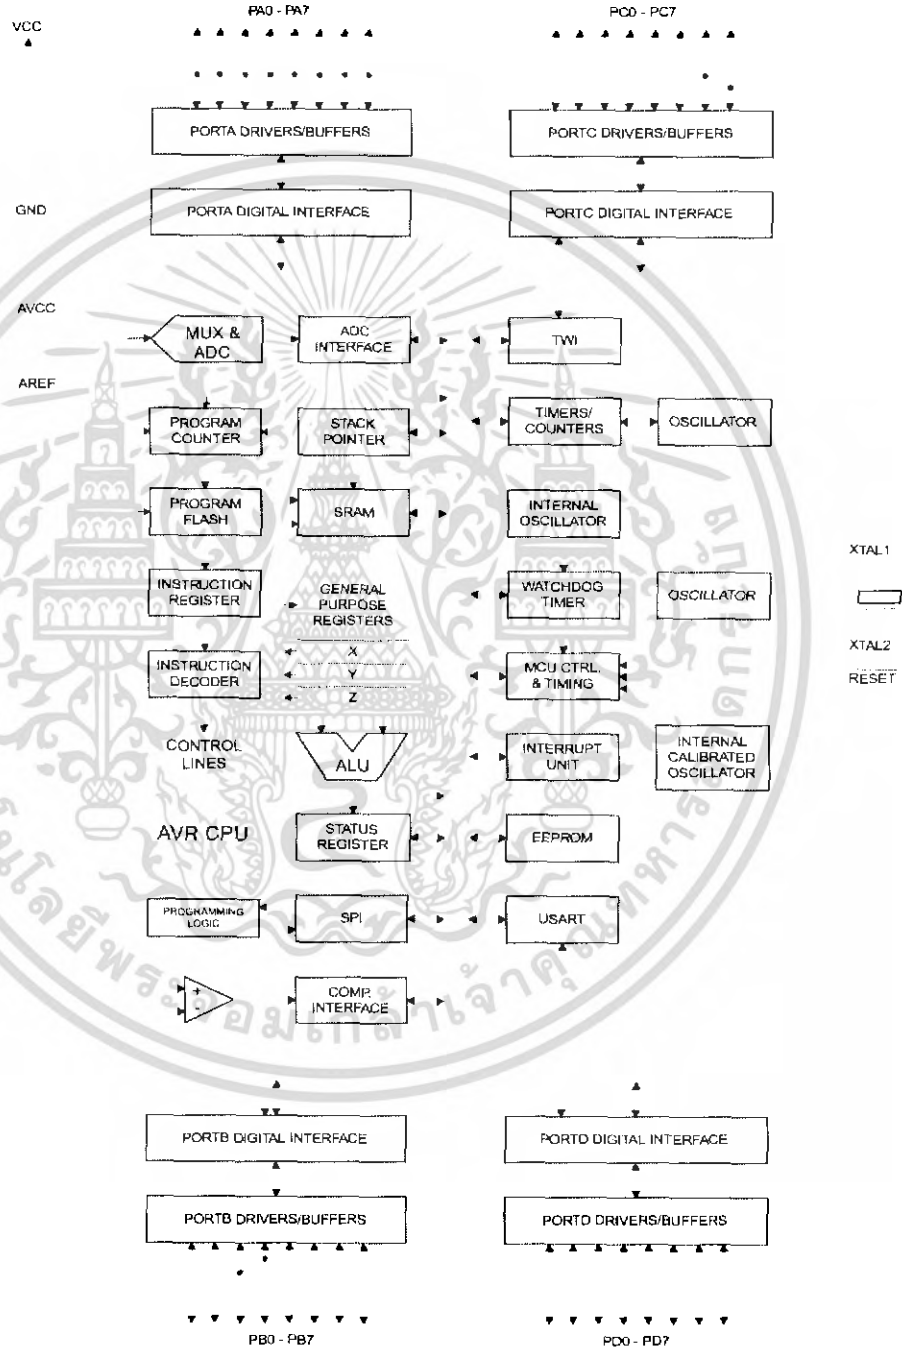 PA0 - PA7
PC0 - PC7
VCC
PORTA DRIVERS/BUFFERS
PORTC DRIVERS/BUFFERS
GND
PORTA DIGITAL INTERFACE
PORTC DIGITAL INTERFACE
AVCC
MUX &
ADC
ADC
INTERFACE
TWI
AREF
PROGRAM
COUNTER
STACK
POINTER
TIMERS/
COUNTERS
OSCILLATOR
PROGRAM
FLASH
SRAM
INTERNAL
OSCILLATOR
XTAL1
INSTRUCTION
REGISTER
GENERAL
PURPOSE
REGISTERS
WATCHDOG
TIMER
OSCILLATOR
X
Y
Z
INSTRUCTION
DECODER
MCU CTRL.
& TIMING
XTAL2
RESET
CONTROL
LINES
ALU
INTERRUPT
UNIT
INTERNAL
CALIBRATED
OSCILLATOR
AVR CPU
STATUS
REGISTER
EEPROM
PROGRAMMING
LOGIC
SPI
USART
+
-
COMP.
INTERFACE
PORTB DIGITAL INTERFACE
PORTD DIGITAL INTERFACE
PORTB DRIVERS/BUFFERS
PORTD DRIVERS/BUFFERS
PB0 - PB7
PD0 - PD7